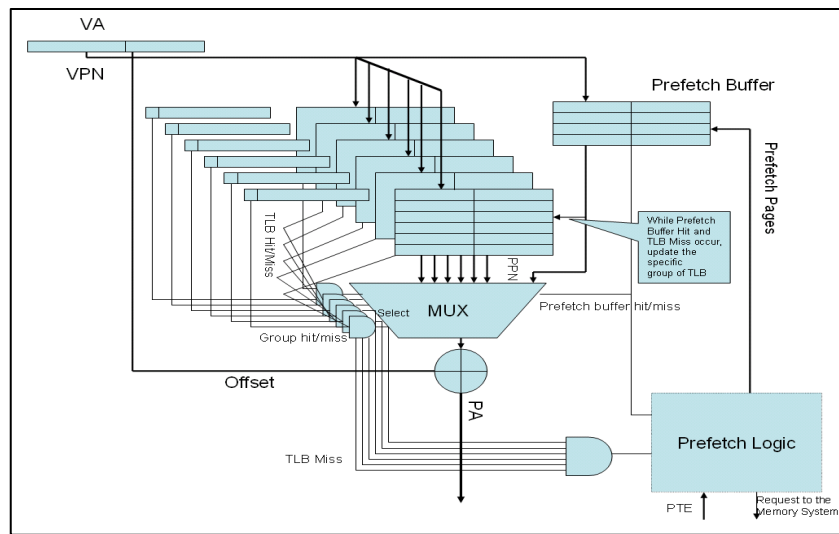 VA
VPN
Prefetch Buffer
Prefetch Pages
While Prefetch
Buffer Hit and
TLB Miss occur,
update the
specific
group of TLB
TLB Hit/Miss
PPN
MUX
Select
Prefetch buffer hit/miss
Group hit/miss
Offset
PA
Prefetch Logic
TLB Miss
PTE
Request to the
Memory System